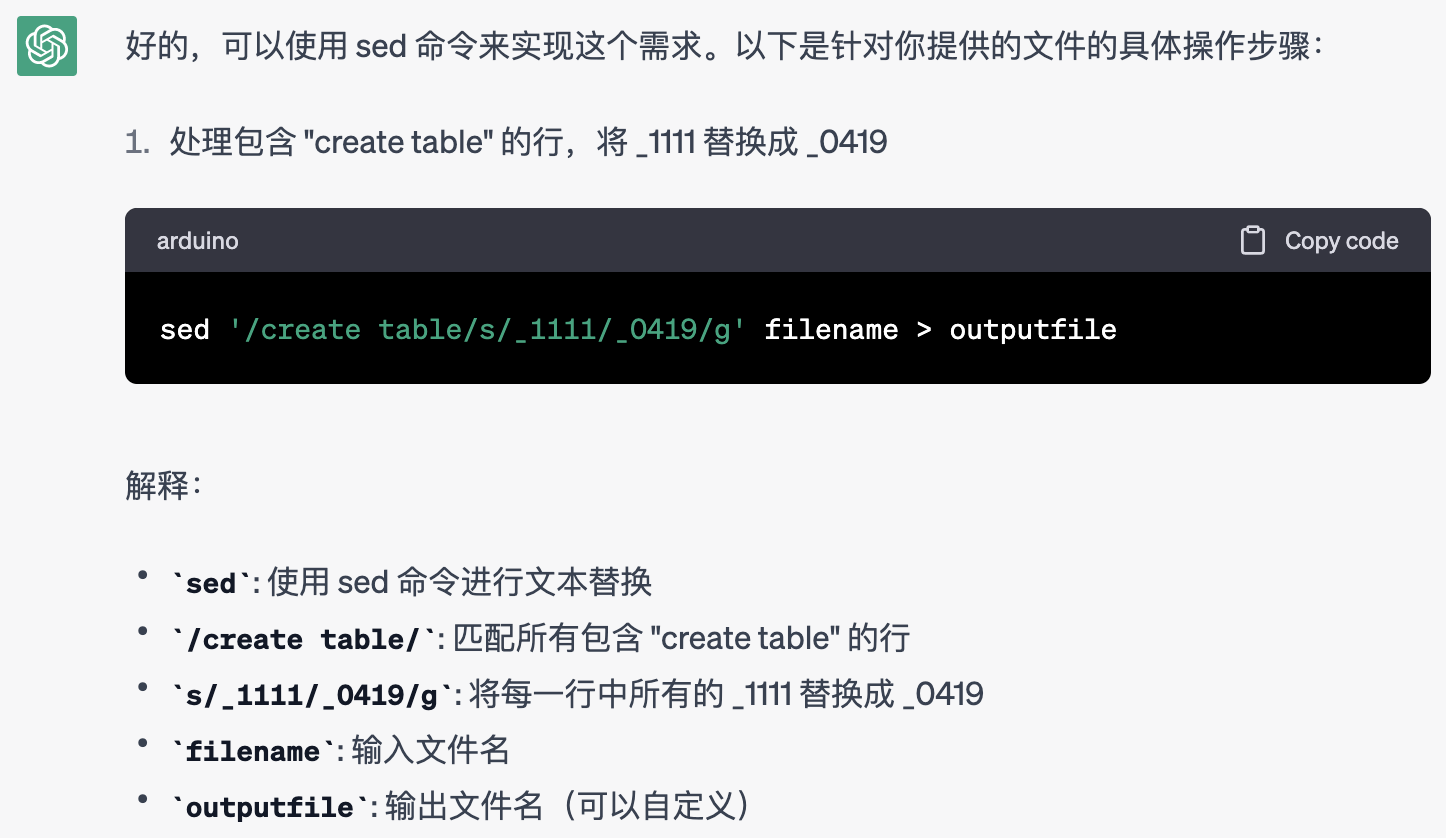 好的，可以使用 sed 命令来实现这个需求。以下是针对你提供的文件的具体操作步骤：
1. 处理包含 "create table" 的行，将 _1111 替换成 _0419
arduino
Copy code
sed '/create table/s/_1111/_0419/g' filename > outputfile
解释：
• `sed`: 使用 sed 命令进行文本替换
• `/create table/`: 匹配所有包含 "create table" 的行
• `s/_1111/_0419/g`: 将每一行中所有的 _1111 替换成 _0419
• `filename`: 输入文件名
• `outputfile`: 输出文件名（可以自定义）